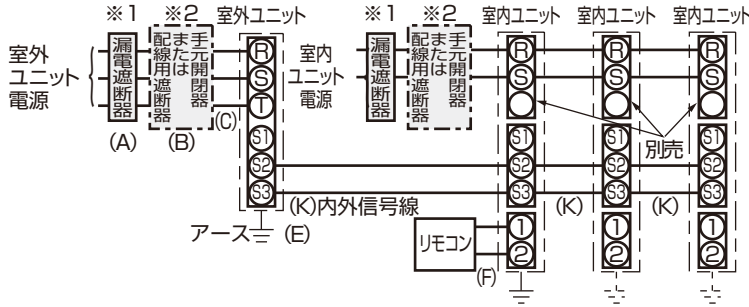 ※1
※2
室外ユニット
室外
ユニット
電源
漏電遮断器
手元開閉器
または
配線用遮断器
R
S
T
(A)
(B)
(C)
S1
S2
S3
(K)内外信号線
アース
(E)
※1
※2
室内ユニット
室内ユニット
室内ユニット
室内
ユニット
電源
漏電遮断器
手元開閉器
または
配線用遮断器
R
S
R
S
R
S
別売
S1
S2
S3
S1
S2
S3
S1
S2
S3
(K)
(K)
リモコン
(F)
1
2
1
2
1
2